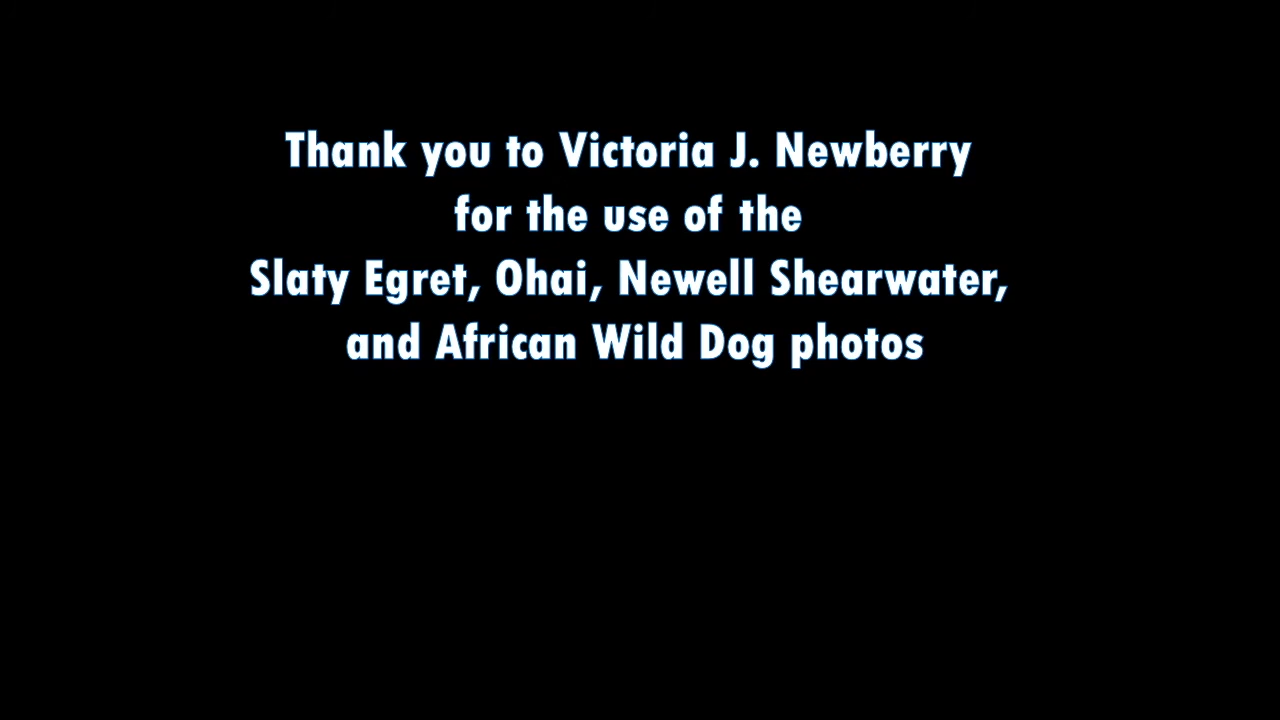 Thank you to Victoria J. Newberry
for the use of the
Slaty Egret, Ohai, Newell Shearwater,
and African Wild Dog photos